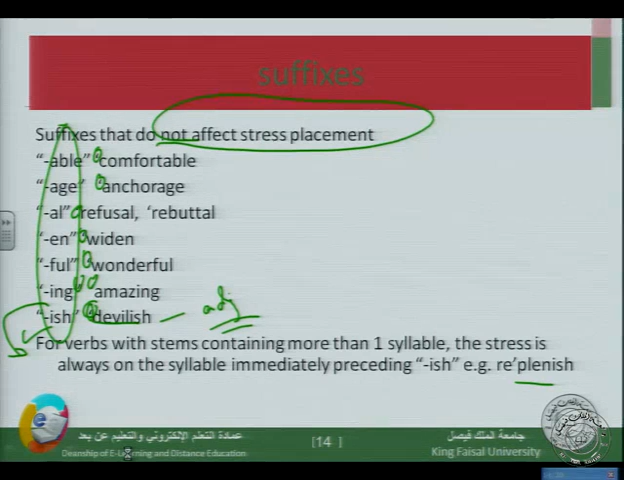 suffixes
Suffixes that do not affect stress placement
"-able" comfortable
"-age" anchorage
"-al" refusal, 'rebuttal
"-en" widen
"-ful" wonderful
"-ing" amazing
"-ish" devilish
adj
For verbs with stems containing more than 1 syllable, the stress is
always on the syllable immediately preceding "-ish" e.g. re'plenish
عمادة التعلم الإلكتروني والتعليم عن بعد
Deanship of E-Learning and Distance Education
[ 14 ]
جامعة الملك فيصل
King Faisal University